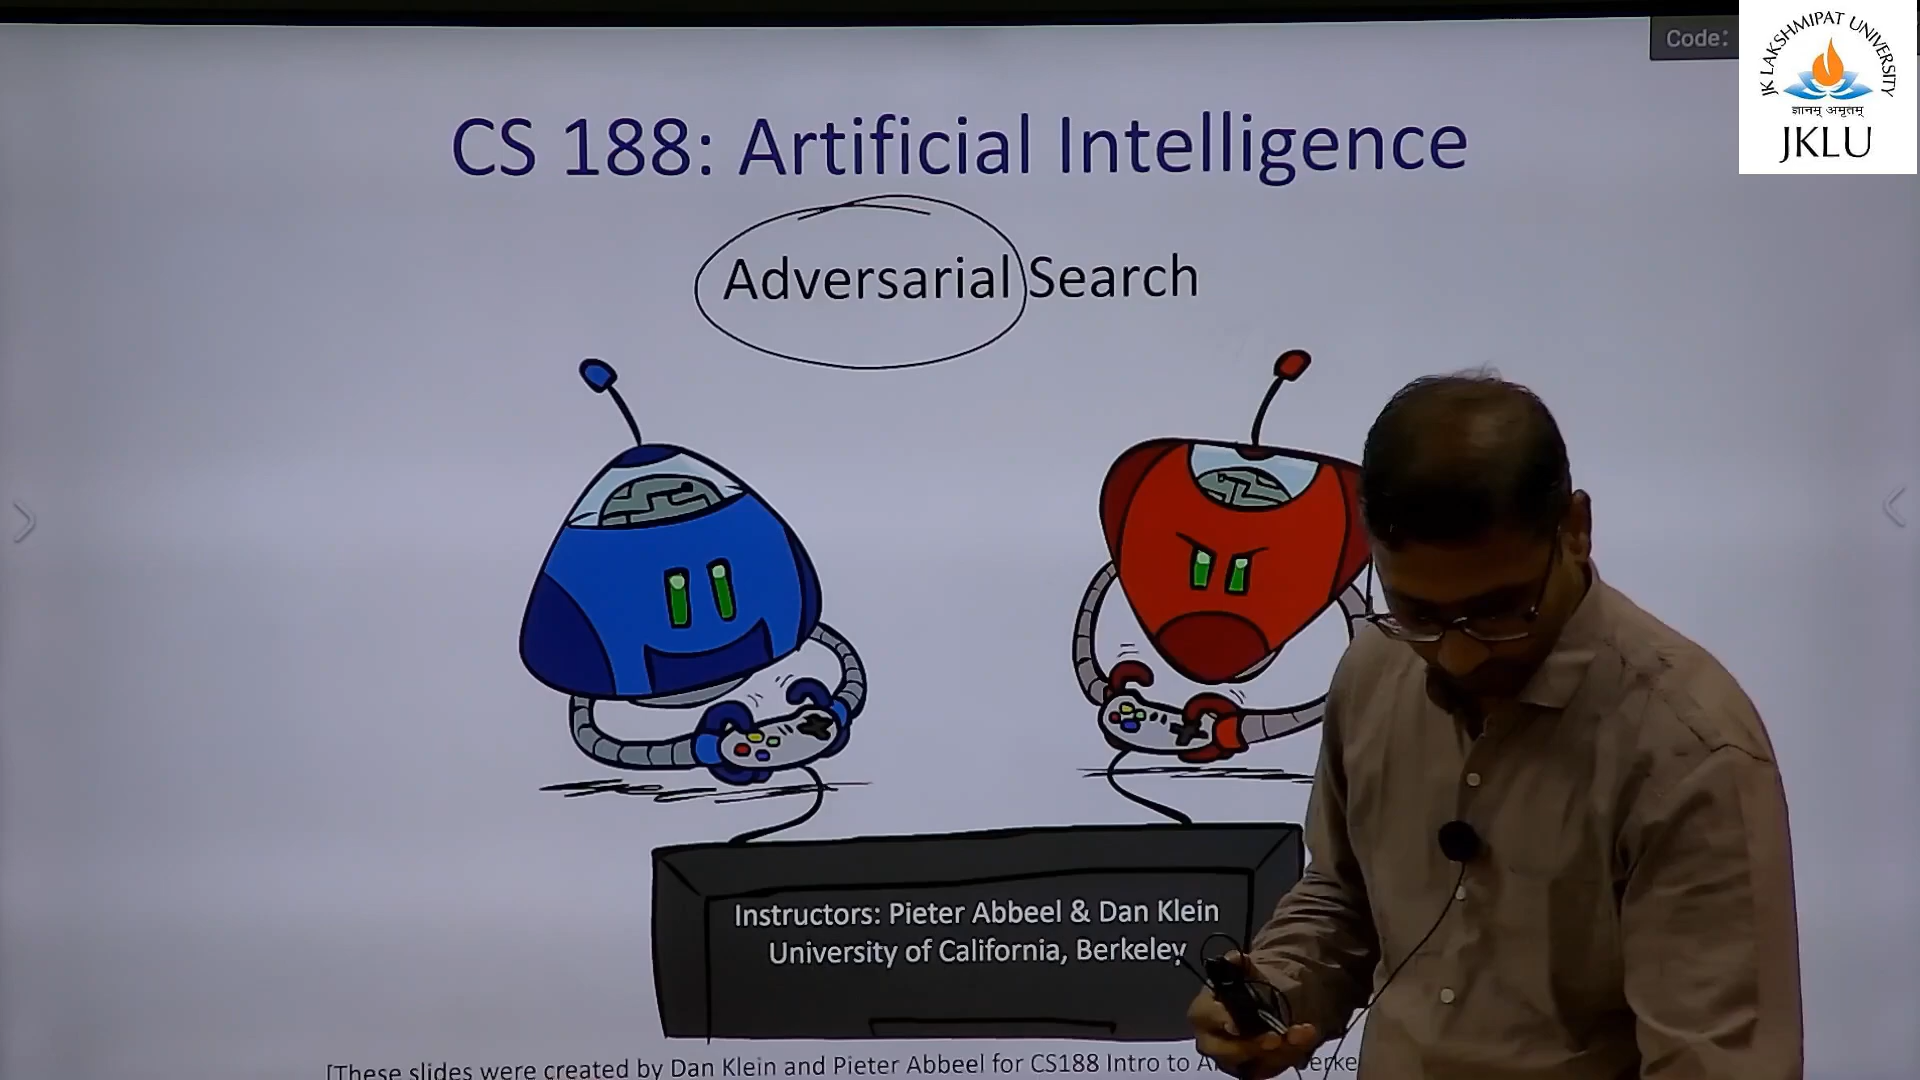 Code:
JK LAKSHMIPAT UNIVERSITY
ज्ञानम् अमृतम्
JKLU
CS 188: Artificial Intelligence
Adversarial Search
Instructors: Pieter Abbeel & Dan Klein
University of California, Berkeley
[These slides were created by Dan Klein and Pieter Abbeel for CS188 Intro to